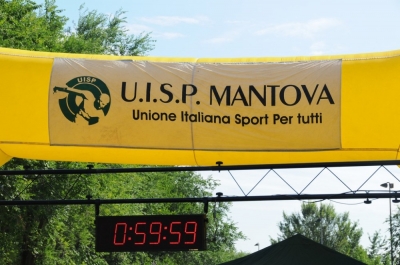 UISP
U.I.S.P. MANTOVA
Unione Italiana Sport Per tutti
0:59:59